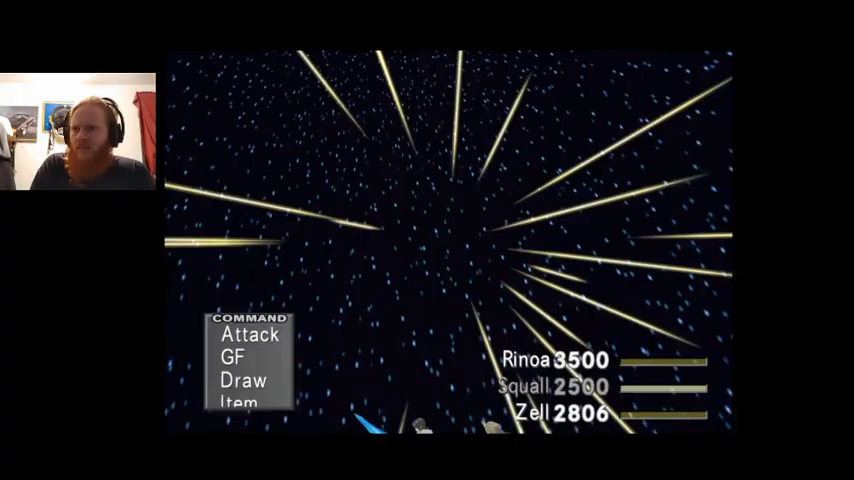 COMMAND
Attack
GF
Draw
Item
Rinoa 3500
Squall 2500
Zell 2806